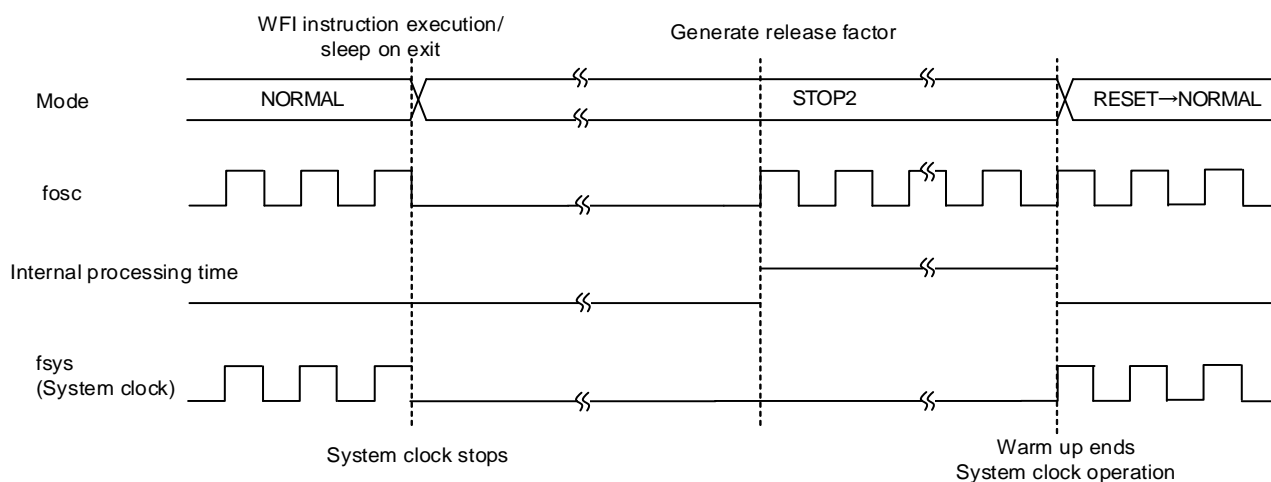 WFI instruction execution/
sleep on exit
Generate release factor
Mode
NORMAL
STOP2
RESET→NORMAL
fosc
Internal processing time
fsys
(System clock)
System clock stops
Warm up ends
System clock operation